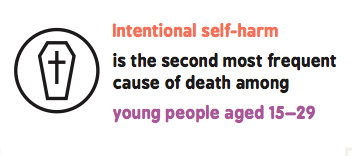 Intentional self-harm
is the second most frequent
cause of death among
young people aged 15–29